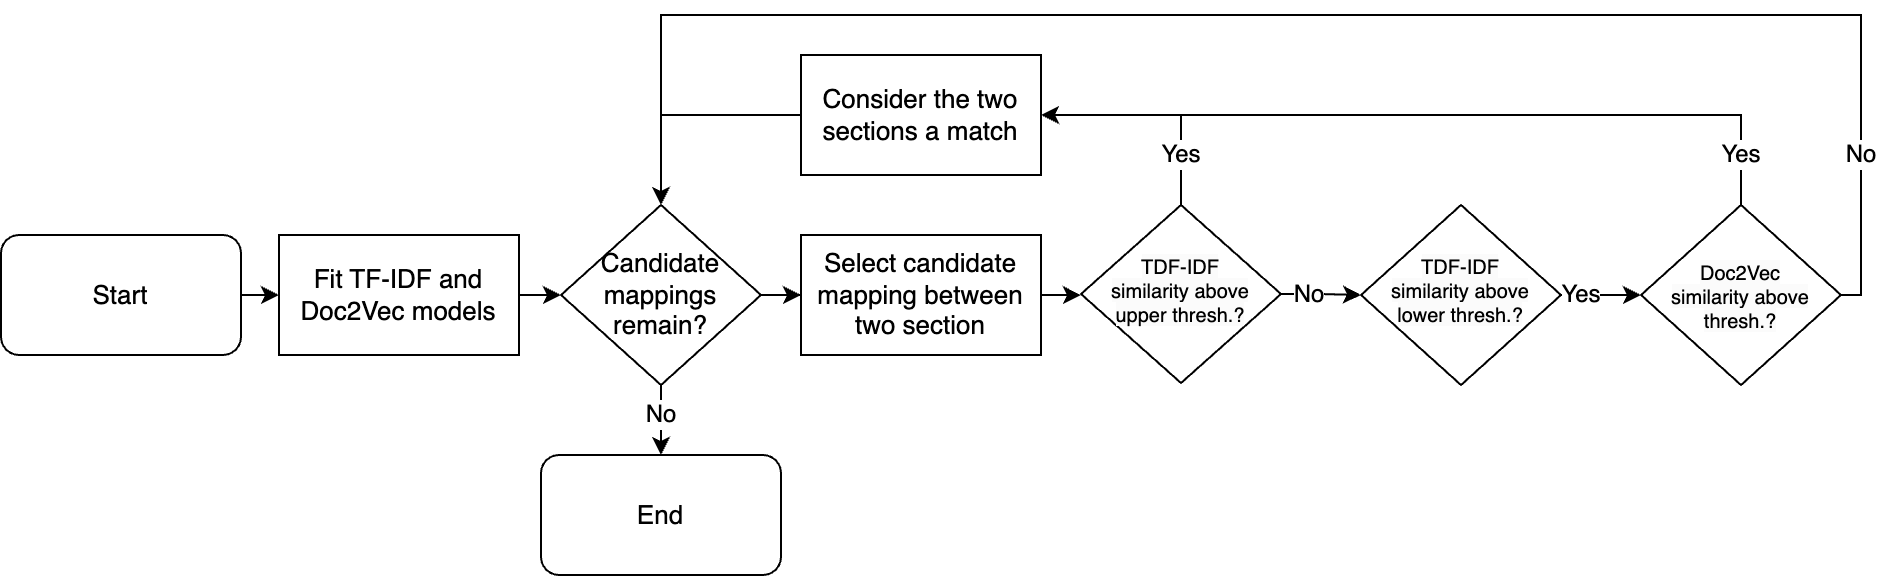 Consider the two
sections a match
Yes
Yes
No
Start
Fit TF-IDF and
Doc2Vec models
Candidate
mappings
remain?
Select candidate
mapping between
two section
TDF-IDF
similarity above
upper thresh.?
No
TDF-IDF
similarity above
lower thresh.?
Yes
Doc2Vec
similarity above
thresh.?
No
End